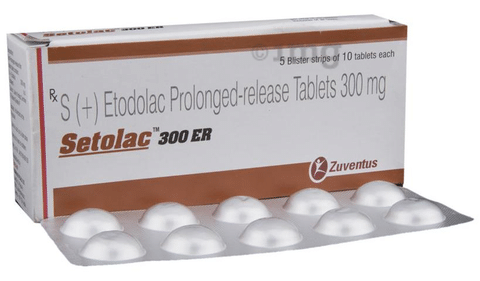 5 Blister strips of 10 tablets each
Rx S (+) Etodolac Prolonged-release Tablets 300 mg
Setolac™ 300 ER
Zuventus